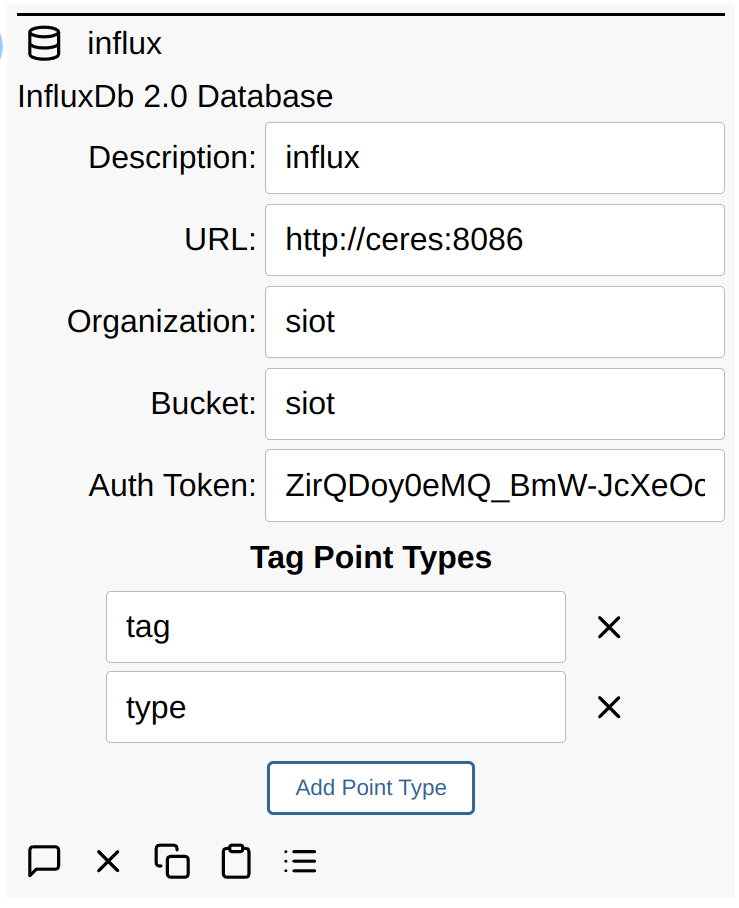 influx
InfluxDb 2.0 Database
Description: influx
URL: http://ceres:8086
Organization: siot
Bucket: siot
Auth Token: ZirQDoy0eMQ_BmW-JcXeO
Tag Point Types
tag
type
Add Point Type